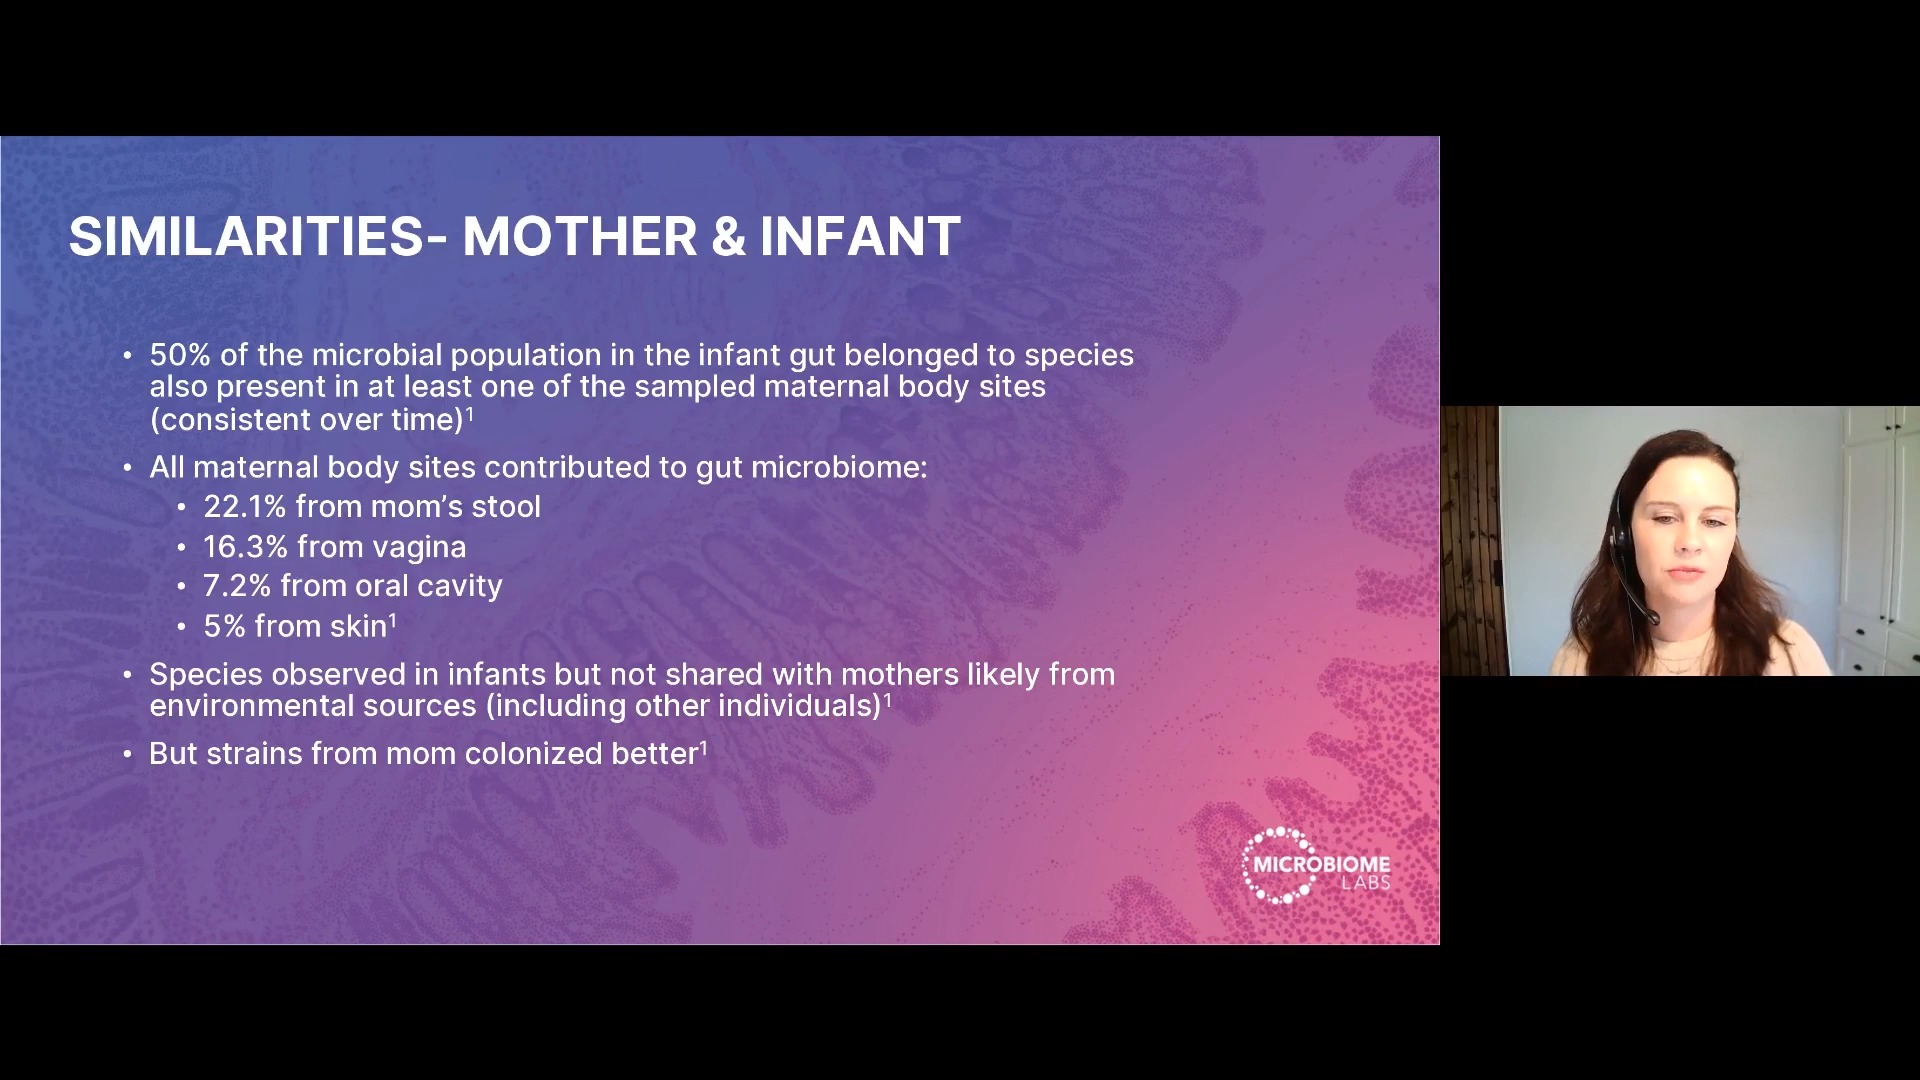 SIMILARITIES- MOTHER & INFANT
• 50% of the microbial population in the infant gut belonged to species
also present in at least one of the sampled maternal body sites
(consistent over time)¹
• All maternal body sites contributed to gut microbiome:
• 22.1% from mom’s stool
• 16.3% from vagina
• 7.2% from oral cavity
• 5% from skin¹
• Species observed in infants but not shared with mothers likely from
environmental sources (including other individuals)¹
• But strains from mom colonized better¹
MICROBIOME
LABS